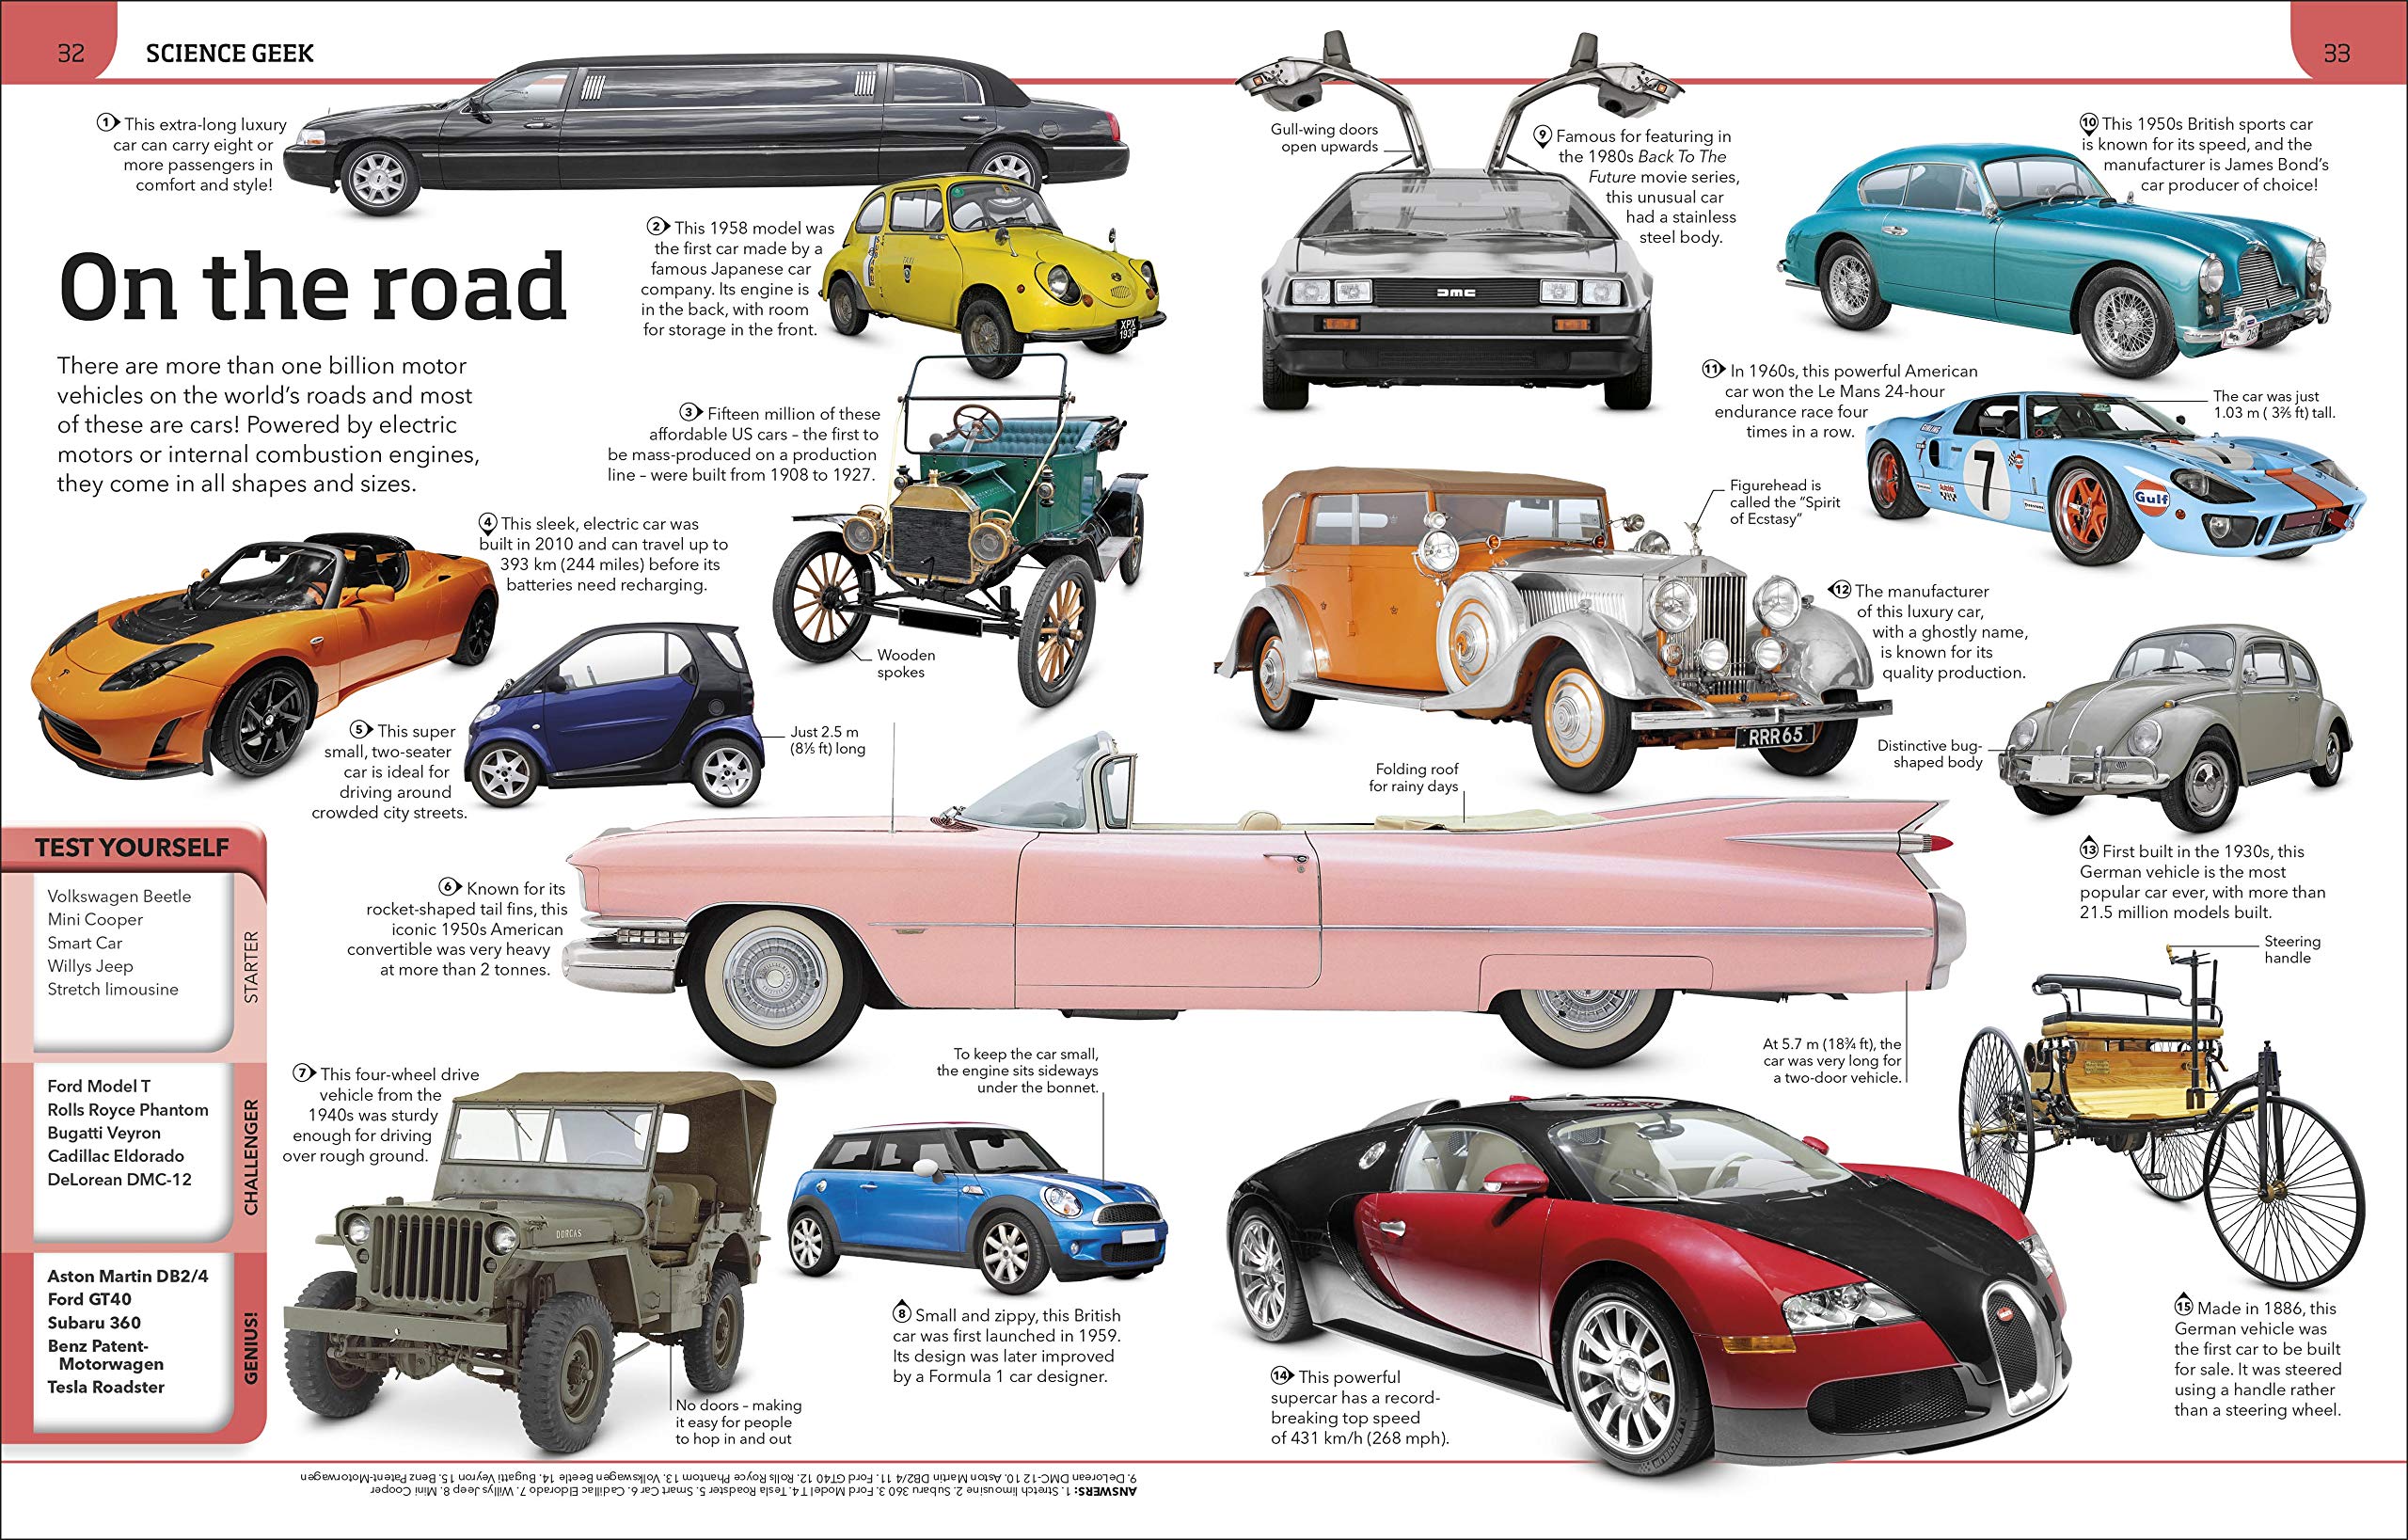 32
SCIENCE GEEK
33
1 This extra-long luxury
car can carry eight or
more passengers in
comfort and style!
On the road
There are more than one billion motor
vehicles on the world's roads and most
of these are cars! Powered by electric
motors or internal combustion engines,
they come in all shapes and sizes.
2 This 1958 model was
the first car made by a
famous Japanese car
company. Its engine is
in the back, with room
for storage in the front.
TAXI
XPX
193F
3 Fifteen million of these
affordable US cars – the first to
be mass-produced on a production
line – were built from 1908 to 1927.
Wooden
spokes
4 This sleek, electric car was
built in 2010 and can travel up to
393 km (244 miles) before its
batteries need recharging.
5 This super
small, two-seater
car is ideal for
driving around
crowded city streets.
Just 2.5 m
(8⅕ ft) long
6 Known for its
rocket-shaped tail fins, this
iconic 1950s American
convertible was very heavy
at more than 2 tonnes.
Folding roof
for rainy days
At 5.7 m (18¾ ft), the
car was very long for
a two-door vehicle.
7 This four-wheel drive
vehicle from the
1940s was sturdy
enough for driving
over rough ground.
DORCAS
No doors – making
it easy for people
to hop in and out
To keep the car small,
the engine sits sideways
under the bonnet.
8 Small and zippy, this British
car was first launched in 1959.
Its design was later improved
by a Formula 1 car designer.
Gull-wing doors
open upwards
9 Famous for featuring in
the 1980s Back To The
Future movie series,
this unusual car
had a stainless
steel body.
DMC
10 This 1950s British sports car
is known for its speed, and the
manufacturer is James Bond's
car producer of choice!
11 In 1960s, this powerful American
car won the Le Mans 24-hour
endurance race four
times in a row.
The car was just
1.03 m ( 3⅖ ft) tall.
7
Gulf
Figurehead is
called the "Spirit
of Ecstasy"
12 The manufacturer
of this luxury car,
with a ghostly name,
is known for its
quality production.
RRR65
Distinctive bug-
shaped body
13 First built in the 1930s, this
German vehicle is the most
popular car ever, with more than
21.5 million models built.
Steering
handle
14 This powerful
supercar has a record-
breaking top speed
of 431 km/h (268 mph).
15 Made in 1886, this
German vehicle was
the first car to be built
for sale. It was steered
using a handle rather
than a steering wheel.
TEST YOURSELF
Volkswagen Beetle
Mini Cooper
Smart Car
Willys Jeep
Stretch limousine
STARTER
Ford Model T
Rolls Royce Phantom
Bugatti Veyron
Cadillac Eldorado
DeLorean DMC-12
CHALLENGER
Aston Martin DB2/4
Ford GT40
Subaru 360
Benz Patent-
Motorwagen
Tesla Roadster
GENIUS!
ANSWERS: 1. Stretch limousine 2. Subaru 360 3. Ford Model T 4. Tesla Roadster 5. Smart Car 6. Cadillac Eldorado 7. Willys Jeep 8. Mini Cooper
9. DeLorean DMC-12 10. Aston Martin DB2/4 11. Ford GT40 12. Rolls Royce Phantom 13. Volkswagen Beetle 14. Bugatti Veyron 15. Benz Patent-Motorwagen